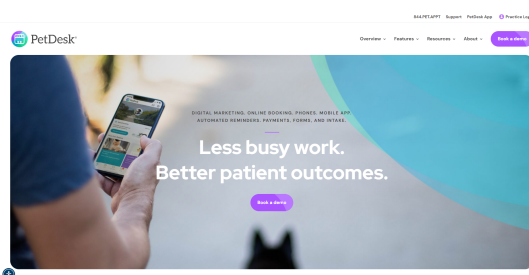 844.PET.APPT Support PetDesk App Practice Log
PetDesk
Overview Features Resources About Book a demo
DIGITAL MARKETING, ONLINE BOOKING, PHONES. MOBILE APP.
AUTOMATED REMINDERS. PAYMENTS, FORMS, AND INTAKE.
Less busy work.
Better patient outcomes.
Book a demo